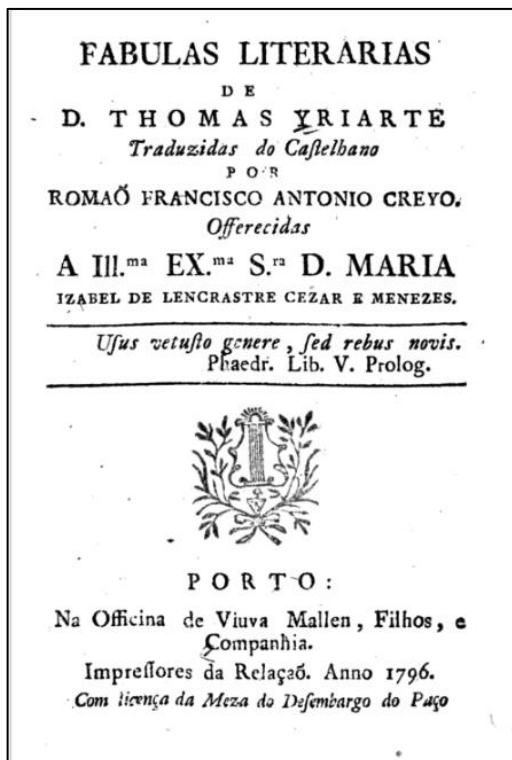 FABULAS LITERARIAS
DE
D. THOMAS YRIARTE
Traduzidas do Caſtelhano
POR
ROMAÕ FRANCISCO ANTONIO CREYO.
Offerecidas
A Ill.ma EX.ma S.ra D. MARIA
IZABEL DE LENCRASTRE CEZAR E MENEZES.
Uſus vetuſto genere, ſed rebus novis.
Phaedr. Lib. V. Prolog.
PORTO:
Na Officina de Viuva Mallen, Filhos, e
Companhia.
Impreſſores da Relaçaõ. Anno 1796.
Com licença da Meza do Deſembargo do Paço